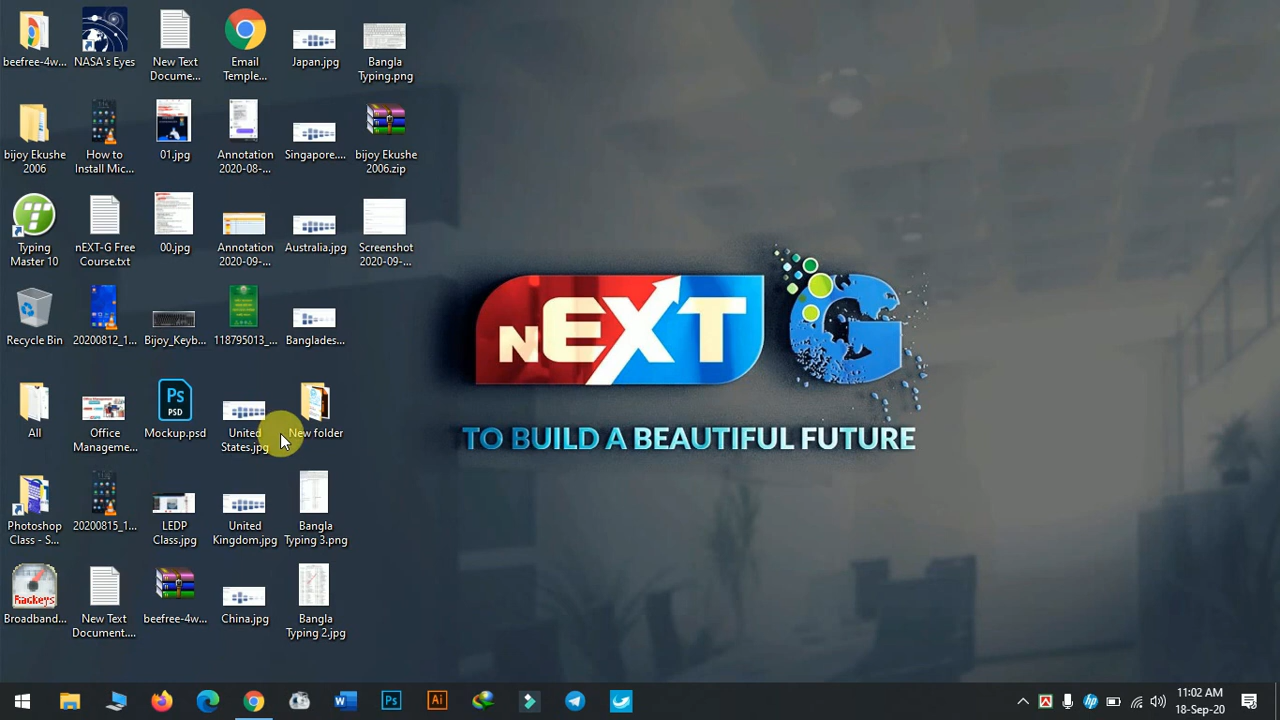 beefree-4w...
NASA's Eyes
New Text
Docume...
Email
Temple...
Japan.jpg
Bangla
Typing.png
bijoy Ekushe
2006
How to
Install Mic...
01.jpg
Annotation
2020-08-...
Singapore....
bijoy Ekushe
2006.zip
Typing
Master 10
nEXT-G Free
Course.txt
00.jpg
Annotation
2020-09-...
Australia.jpg
Screenshot
2020-09-...
Recycle Bin
20200812_1...
Bijoy_Keyb...
118795013_...
Banglades...
All
Office
Manageme...
Ps
PSD
Mockup.psd
United
States.jpg
New folder
Photoshop
Class - S...
20200815_1...
LEDP
Class.jpg
United
Kingdom.jpg
Bangla
Typing 3.png
Broadband...
New Text
Document....
beefree-4w...
China.jpg
Bangla
Typing 2.jpg
nEXT G
TO BUILD A BEAUTIFUL FUTURE
Ps
Ai
11:02 AM
18-Sep-20